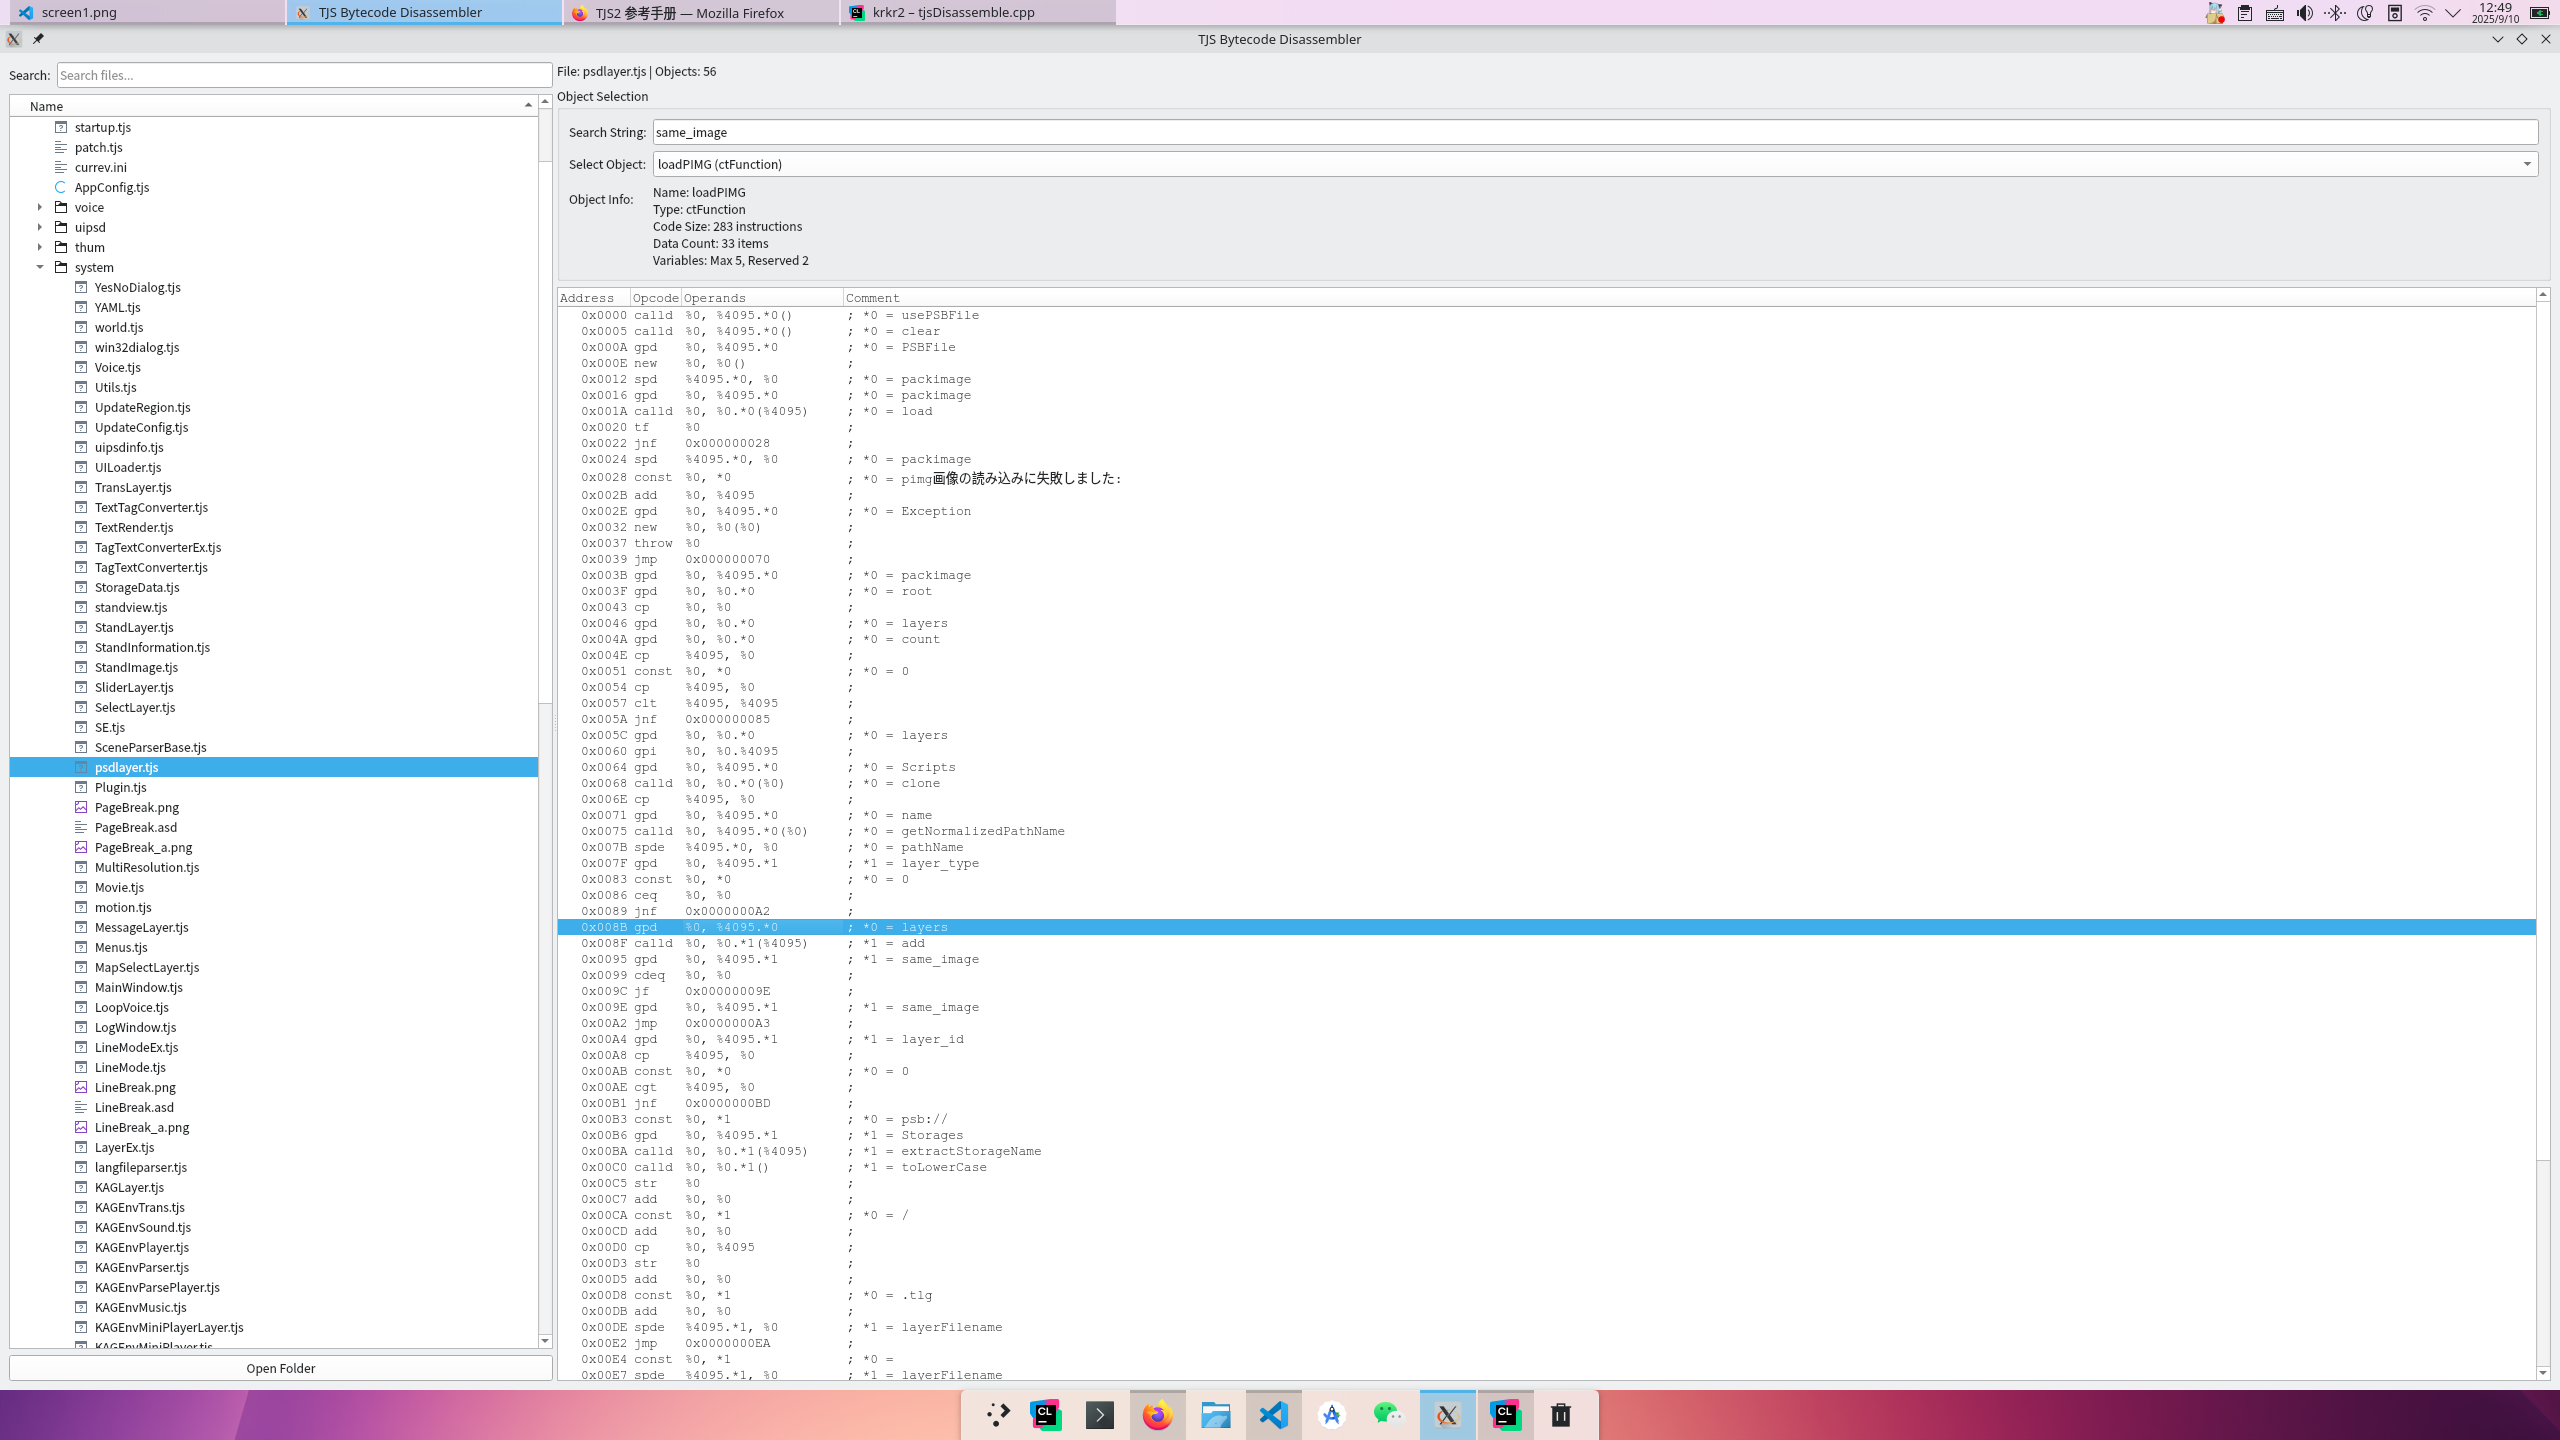 screen1.png
TJS Bytecode Disassembler
TJS2 参考手册 — Mozilla Firefox
krkr2 – tjsDisassemble.cpp
12:49
2025/9/10
TJS Bytecode Disassembler
Search:
Search files...
Name
startup.tjs
patch.tjs
currev.ini
AppConfig.tjs
voice
uipsd
thum
system
YesNoDialog.tjs
YAML.tjs
world.tjs
win32dialog.tjs
Voice.tjs
Utils.tjs
UpdateRegion.tjs
UpdateConfig.tjs
uipsdinfo.tjs
UILoader.tjs
TransLayer.tjs
TextTagConverter.tjs
TextRender.tjs
TagTextConverterEx.tjs
TagTextConverter.tjs
StorageData.tjs
standview.tjs
StandLayer.tjs
StandInformation.tjs
StandImage.tjs
SliderLayer.tjs
SelectLayer.tjs
SE.tjs
SceneParserBase.tjs
psdlayer.tjs
Plugin.tjs
PageBreak.png
PageBreak.asd
PageBreak_a.png
MultiResolution.tjs
Movie.tjs
motion.tjs
MessageLayer.tjs
Menus.tjs
MapSelectLayer.tjs
MainWindow.tjs
LoopVoice.tjs
LogWindow.tjs
LineModeEx.tjs
LineMode.tjs
LineBreak.png
LineBreak.asd
LineBreak_a.png
LayerEx.tjs
langfileparser.tjs
KAGLayer.tjs
KAGEnvTrans.tjs
KAGEnvSound.tjs
KAGEnvPlayer.tjs
KAGEnvParser.tjs
KAGEnvParsePlayer.tjs
KAGEnvMusic.tjs
KAGEnvMiniPlayerLayer.tjs
KAGEnvMiniPlayer.tjs
Open Folder
File: psdlayer.tjs | Objects: 56
Object Selection
Search String: same_image
Select Object: loadPIMG (ctFunction)
Object Info: Name: loadPIMG
Type: ctFunction
Code Size: 283 instructions
Data Count: 33 items
Variables: Max 5, Reserved 2
Address Opcode Operands Comment
0x0000 calld %0, %4095.*0() ; *0 = usePSBFile
0x0005 calld %0, %4095.*0() ; *0 = clear
0x000A gpd %0, %4095.*0 ; *0 = PSBFile
0x000E new %0, %0() ;
0x0012 spd %4095.*0, %0 ; *0 = packimage
0x0016 gpd %0, %4095.*0 ; *0 = packimage
0x001A calld %0, %0.*0(%4095) ; *0 = load
0x0020 tf %0 ;
0x0022 jnf 0x000000028 ;
0x0024 spd %4095.*0, %0 ; *0 = packimage
0x0028 const %0, *0 ; *0 = pimg画像の読み込みに失敗しました:
0x002B add %0, %4095 ;
0x002E gpd %0, %4095.*0 ; *0 = Exception
0x0032 new %0, %0(%0) ;
0x0037 throw %0 ;
0x0039 jmp 0x000000070 ;
0x003B gpd %0, %4095.*0 ; *0 = packimage
0x003F gpd %0, %0.*0 ; *0 = root
0x0043 cp %0, %0 ;
0x0046 gpd %0, %0.*0 ; *0 = layers
0x004A gpd %0, %0.*0 ; *0 = count
0x004E cp %4095, %0 ;
0x0051 const %0, *0 ; *0 = 0
0x0054 cp %4095, %0 ;
0x0057 clt %4095, %4095 ;
0x005A jnf 0x000000085 ;
0x005C gpd %0, %0.*0 ; *0 = layers
0x0060 gpi %0, %0.%4095 ;
0x0064 gpd %0, %4095.*0 ; *0 = Scripts
0x0068 calld %0, %0.*0(%0) ; *0 = clone
0x006E cp %4095, %0 ;
0x0071 gpd %0, %4095.*0 ; *0 = name
0x0075 calld %0, %4095.*0(%0) ; *0 = getNormalizedPathName
0x007B spde %4095.*0, %0 ; *0 = pathName
0x007F gpd %0, %4095.*1 ; *1 = layer_type
0x0083 const %0, *0 ; *0 = 0
0x0086 ceq %0, %0 ;
0x0089 jnf 0x0000000A2 ;
0x008B gpd %0, %4095.*0 ; *0 = layers
0x008F calld %0, %0.*1(%4095) ; *1 = add
0x0095 gpd %0, %4095.*1 ; *1 = same_image
0x0099 cdeq %0, %0 ;
0x009C jf 0x00000009E ;
0x009E gpd %0, %4095.*1 ; *1 = same_image
0x00A2 jmp 0x0000000A3 ;
0x00A4 gpd %0, %4095.*1 ; *1 = layer_id
0x00A8 cp %4095, %0 ;
0x00AB const %0, *0 ; *0 = 0
0x00AE cgt %4095, %0 ;
0x00B1 jnf 0x0000000BD ;
0x00B3 const %0, *1 ; *0 = psb://
0x00B6 gpd %0, %4095.*1 ; *1 = Storages
0x00BA calld %0, %0.*1(%4095) ; *1 = extractStorageName
0x00C0 calld %0, %0.*1() ; *1 = toLowerCase
0x00C5 str %0 ;
0x00C7 add %0, %0 ;
0x00CA const %0, *1 ; *0 = /
0x00CD add %0, %0 ;
0x00D0 cp %0, %4095 ;
0x00D3 str %0 ;
0x00D5 add %0, %0 ;
0x00D8 const %0, *1 ; *0 = .tlg
0x00DB add %0, %0 ;
0x00DE spde %4095.*1, %0 ; *1 = layerFilename
0x00E2 jmp 0x0000000EA ;
0x00E4 const %0, *1 ; *0 =
0x00E7 spde %4095.*1, %0 ; *1 = layerFilename